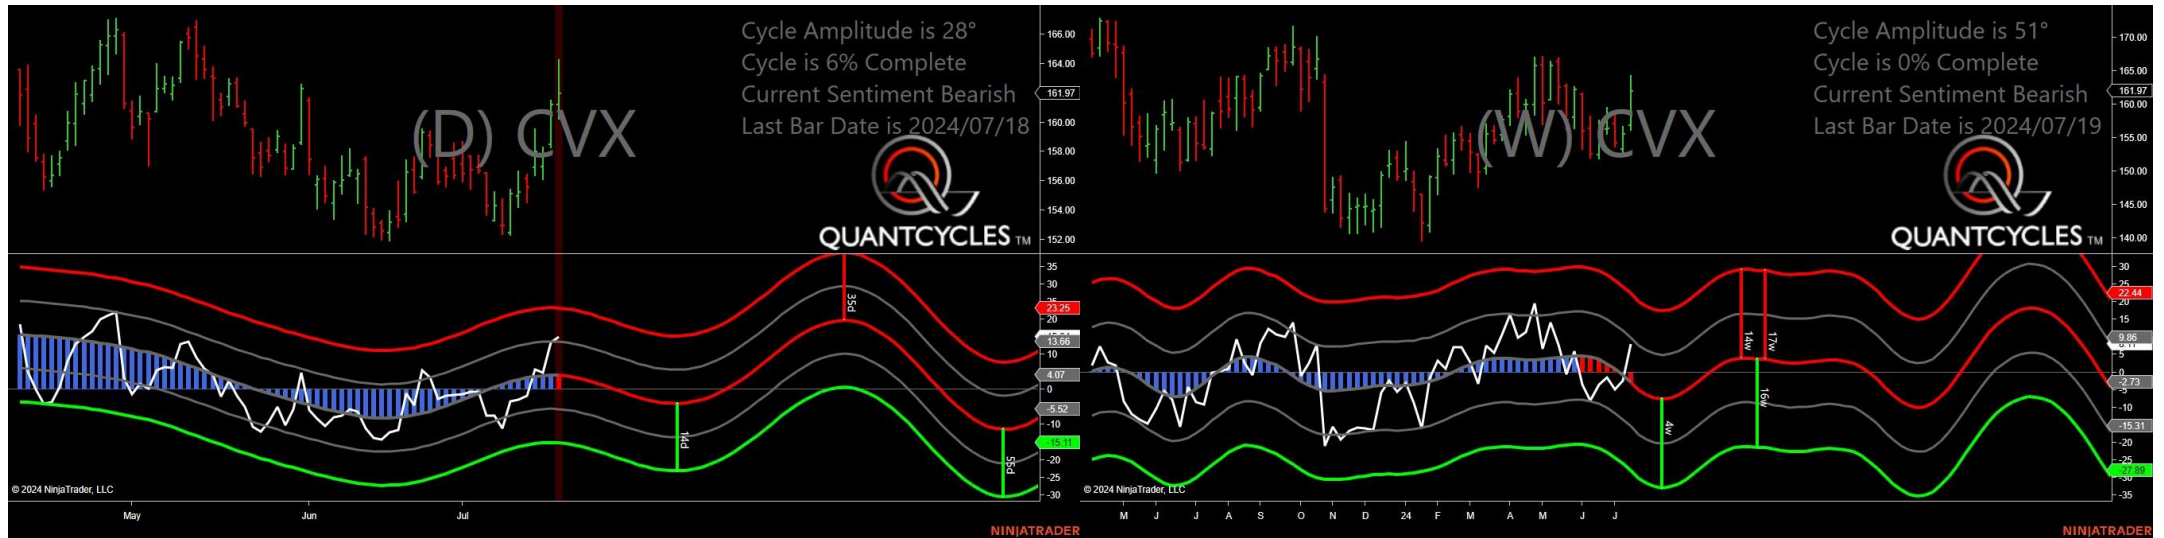 Cycle Amplitude is 28°
Cycle is 6% Complete
Current Sentiment Bearish
Last Bar Date is 2024/07/18
(D) CVX
QUANTCYCLES TM
166.00
164.00
161.97
160.00
158.00
156.00
154.00
152.00
35
30
25
23.25
20
13.66
10
4.07
0
-5.52
-10
-15.11
-20
-25
-30
14d
35d
55d
© 2024 NinjaTrader, LLC
May
Jun
Jul
NINJATRADER
Cycle Amplitude is 51°
Cycle is 0% Complete
Current Sentiment Bearish
Last Bar Date is 2024/07/19
(W) CVX
QUANTCYCLES TM
170.00
165.00
161.97
160.00
155.00
150.00
145.00
140.00
30
25
22.44
15
9.86
5
0
-2.73
-5
-10
-15.31
-20
-25
-27.89
-35
4w
14w
17w
16w
© 2024 NinjaTrader, LLC
M J J A S O N D 24 F M A M J J
NINJATRADER